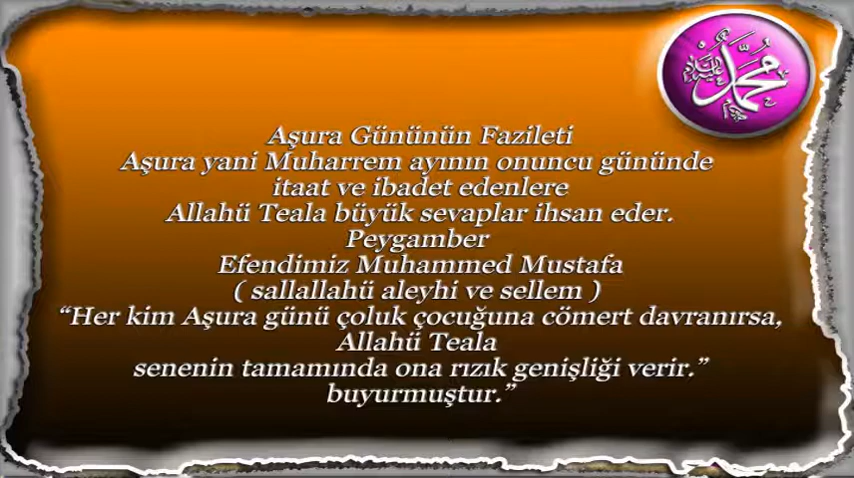 محمد
Aşura Gününün Fazileti
Aşura yani Muharrem ayının onuncu gününde
itaat ve ibadet edenlere
Allahü Teala büyük sevaplar ihsan eder.
Peygamber
Efendimiz Muhammed Mustafa
( sallallahü aleyhi ve sellem )
“Her kim Aşura günü çoluk çocuğuna cömert davranırsa,
Allahü Teala
senenin tamamında ona rızık genişliği verir.”
buyurmuştur.”